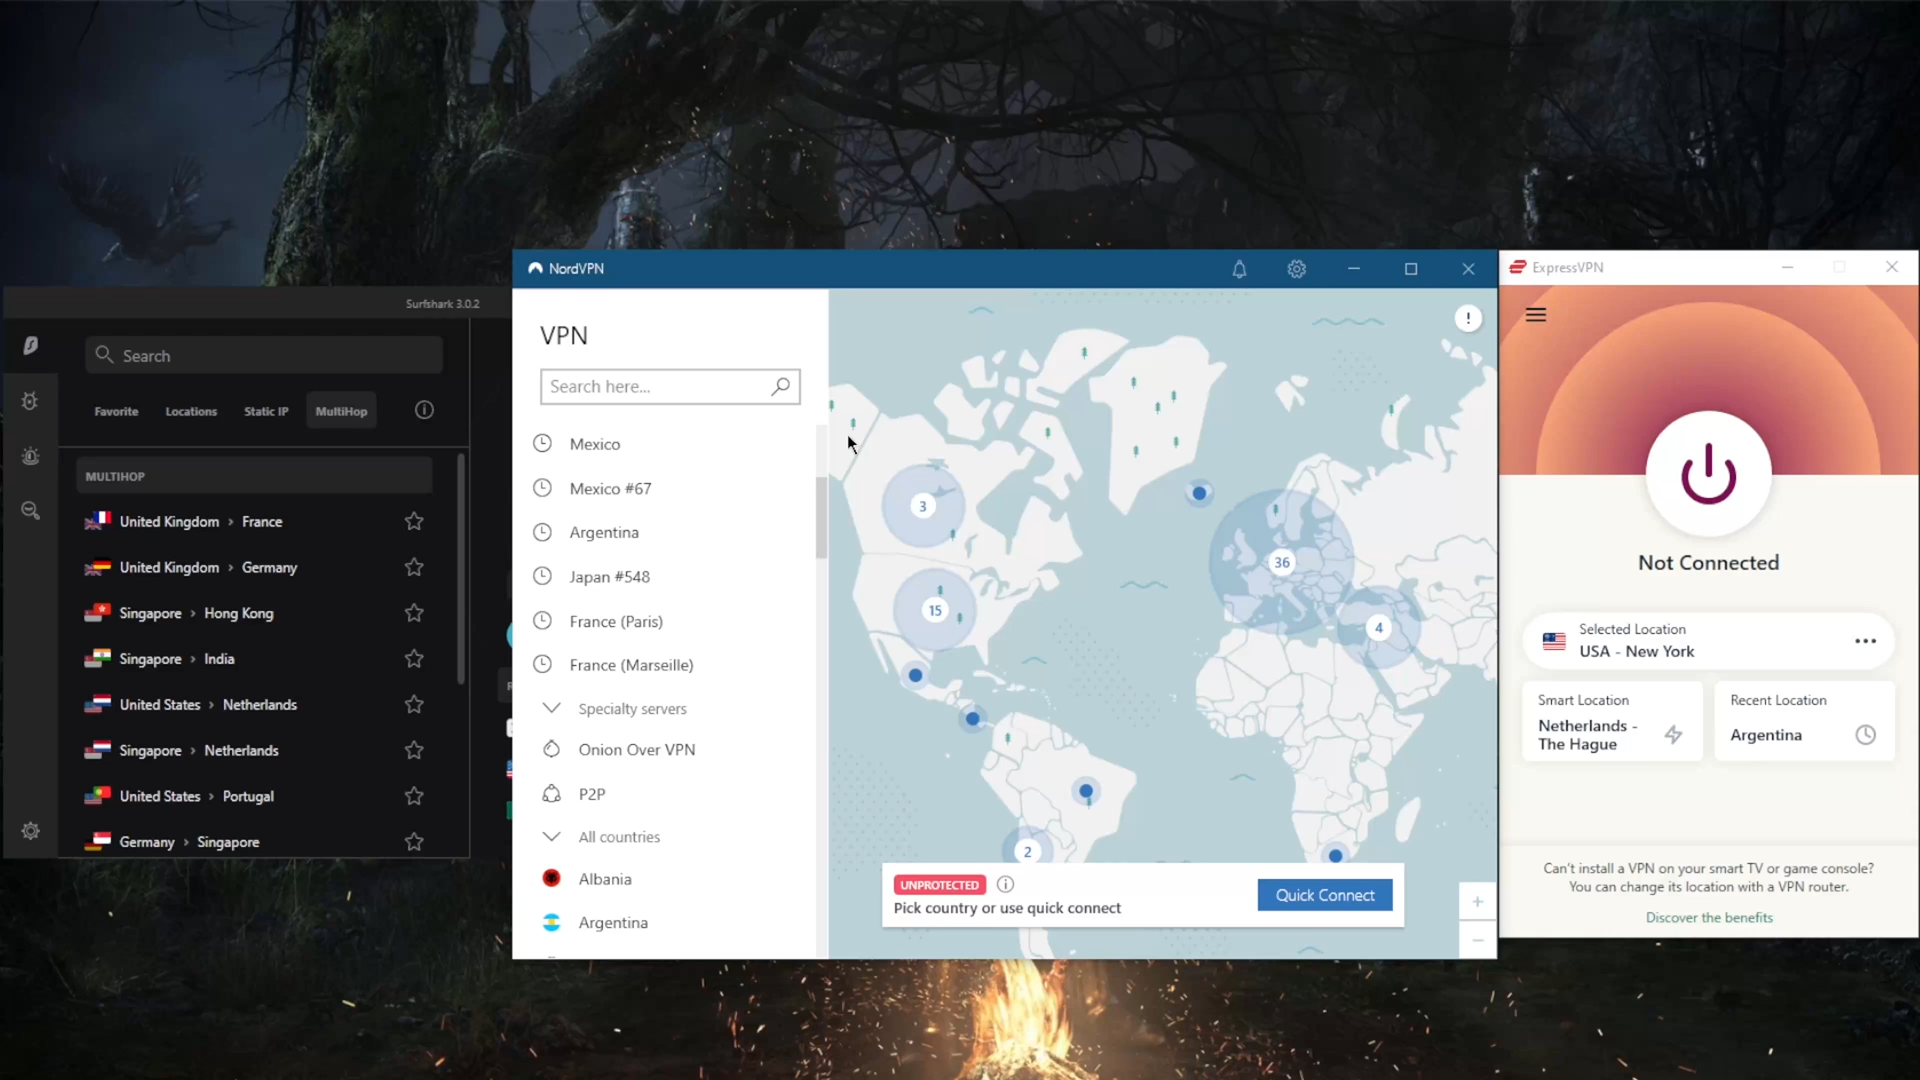 Surfshark 3.0.2
Search
Favorite
Locations
Static IP
MultiHop
MULTIHOP
United Kingdom › France
United Kingdom › Germany
Singapore › Hong Kong
Singapore › India
United States › Netherlands
Singapore › Netherlands
United States › Portugal
Germany › Singapore
NordVPN
VPN
Search here...
Mexico
Mexico #67
Argentina
Japan #548
France (Paris)
France (Marseille)
Specialty servers
Onion Over VPN
P2P
All countries
Albania
Argentina
!
3
36
15
4
2
UNPROTECTED
Pick country or use quick connect
Quick Connect
+
−
ExpressVPN
Not Connected
Selected Location
USA - New York
Smart Location
Netherlands -
The Hague
Recent Location
Argentina
Can't install a VPN on your smart TV or game console?
You can change its location with a VPN router.
Discover the benefits